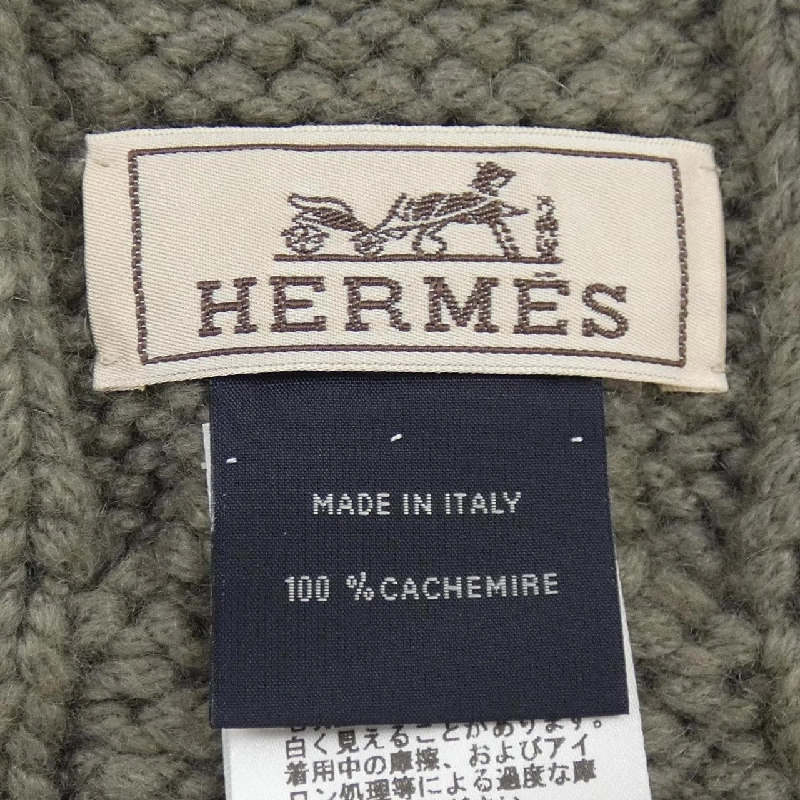 HERMÈS
MADE IN ITALY
100 % CACHEMIRE
白く見えることがあります。
着用中の摩擦、およびアイ
ロン処理等による過度な摩